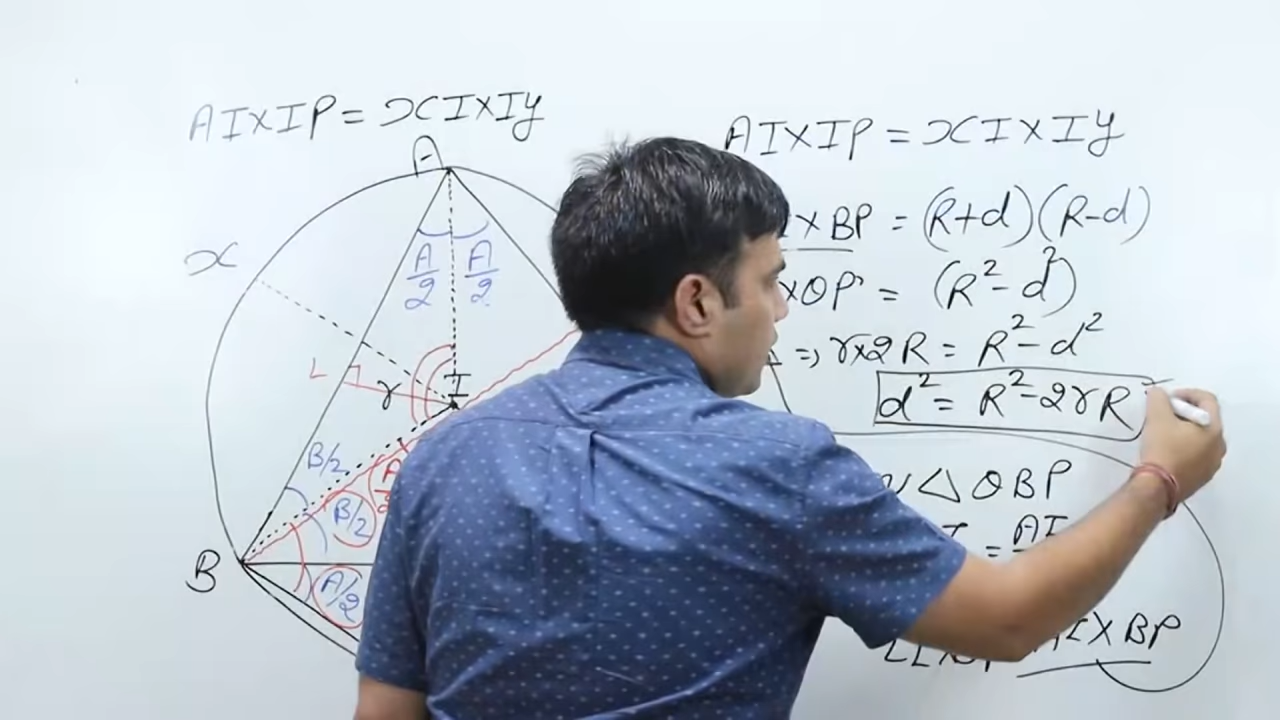 AI×IP = xI×Iy
A
x
A/2 A/2
L
r
I
B/2
B/2
B
A/2
AI×IP = xI×Iy
×BP = (R+d)(R-d)
×OP = (R²-d²)
=> r×2R = R²-d²
d² = R²-2rR
△OBP
= AI
×BP